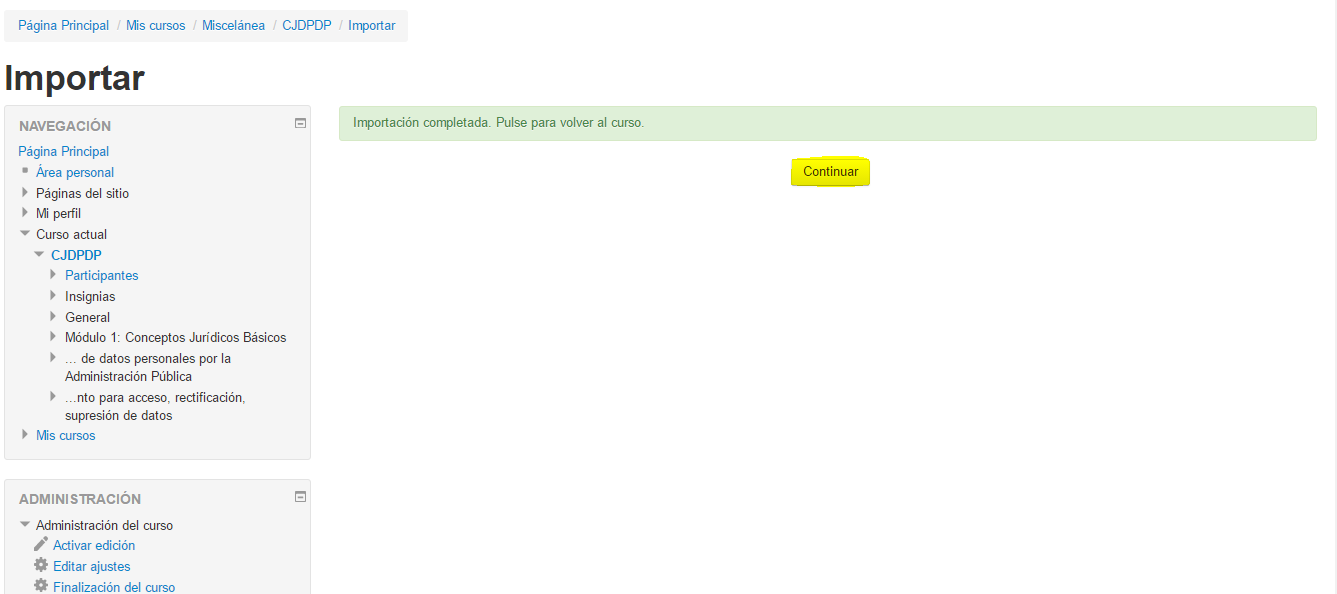 Página Principal / Mis cursos / Miscelánea / CJDPDP / Importar
Importar
NAVEGACIÓN
Página Principal
Área personal
Páginas del sitio
Mi perfil
Curso actual
CJDPDP
Participantes
Insignias
General
Módulo 1: Conceptos Jurídicos Básicos
... de datos personales por la
Administración Pública
...nto para acceso, rectificación,
supresión de datos
Mis cursos
Importación completada. Pulse para volver al curso.
Continuar
ADMINISTRACIÓN
Administración del curso
Activar edición
Editar ajustes
Finalización del curso